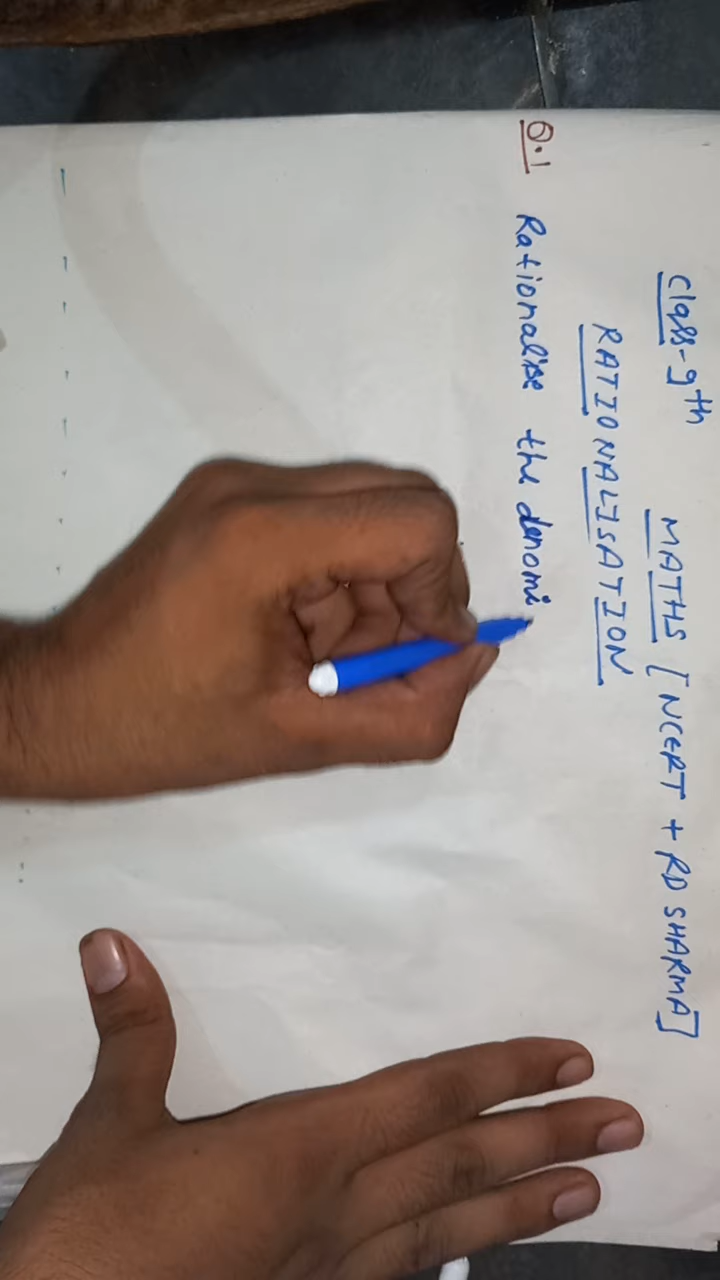 Class-9th MATHS [NCERT + RD SHARMA]
RATIONALISATION
Q.1 Rationalise the denomi